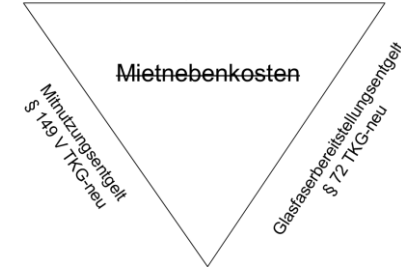 Mietnebenkosten
Mitnutzungsentgelt
§ 149 V TKG-neu
Glasfaserbereitstellungsentgelt
§ 72 TKG-neu